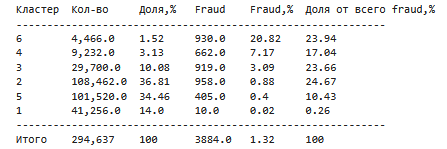 Кластер Кол-во Доля,% Fraud Fraud,% Доля от всего fraud,%
------------------------------------------------------
6 4,466.0 1.52 930.0 20.82 23.94
4 9,232.0 3.13 662.0 7.17 17.04
3 29,700.0 10.08 919.0 3.09 23.66
2 108,462.0 36.81 958.0 0.88 24.67
5 101,520.0 34.46 405.0 0.4 10.43
1 41,256.0 14.0 10.0 0.02 0.26
------------------------------------------------------
Итого 294,637 100 3884.0 1.32 100